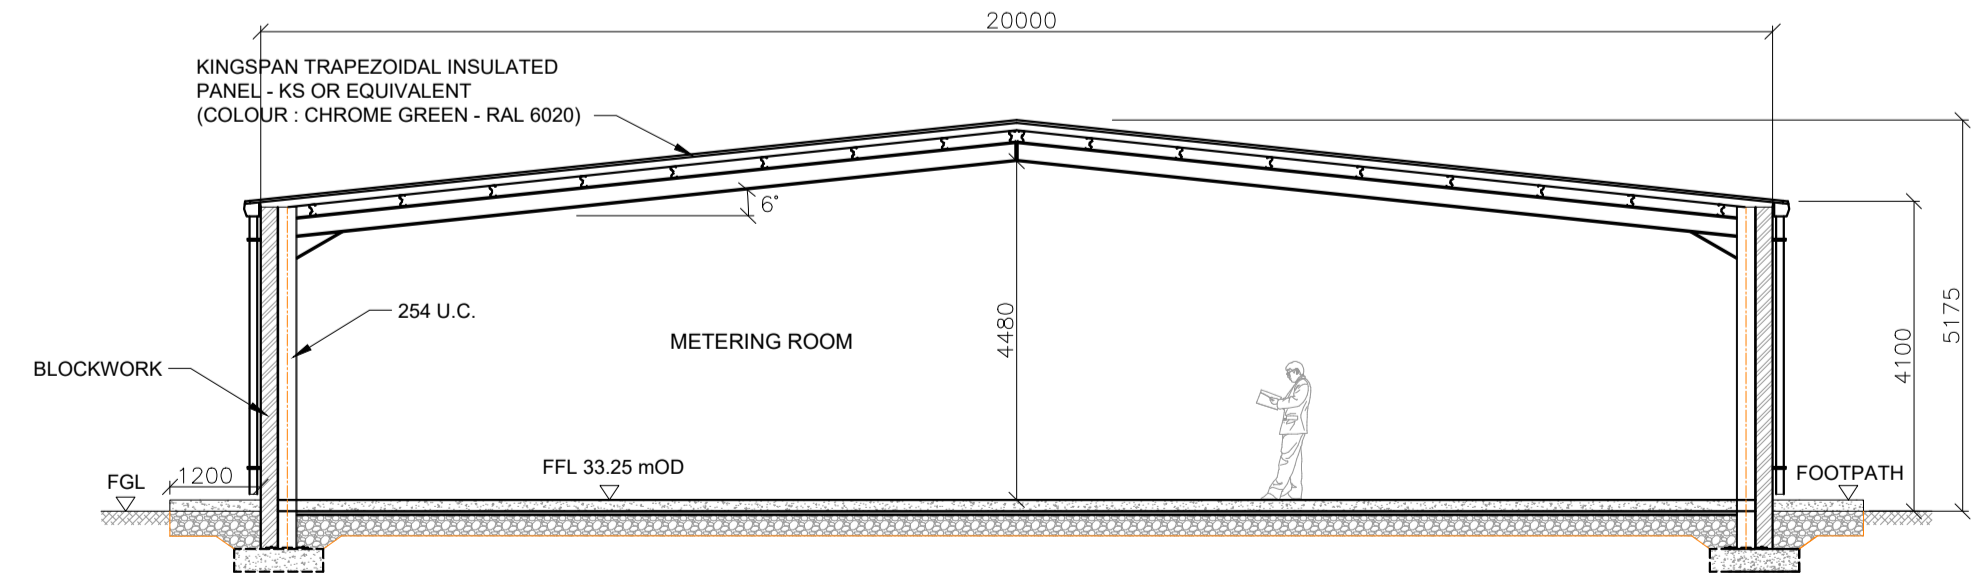 20000
KINGSPAN TRAPEZOIDAL INSULATED
PANEL - KS OR EQUIVALENT
(COLOUR : CHROME GREEN - RAL 6020)
6°
254 U.C.
METERING ROOM
4480
4100
5175
BLOCKWORK
FFL 33.25 mOD
1200
FGL
FOOTPATH